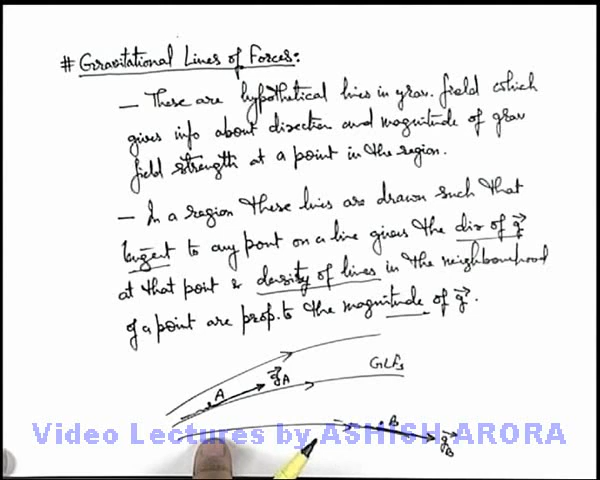 # Gravitational Lines of Forces:
— These are hypothetical lines in grav. field which
gives info about direction and magnitude of grav
field strength at a point in the region.
— In a region these lines are drawn such that
tangent to any point on a line gives the dir of g⃗
at that point & density of lines in the neighbourhood
of a point are prop. to the magnitude of g⃗.
GLFs
A g⃗A
B
Video Lectures by ASHISH ARORA
g⃗B